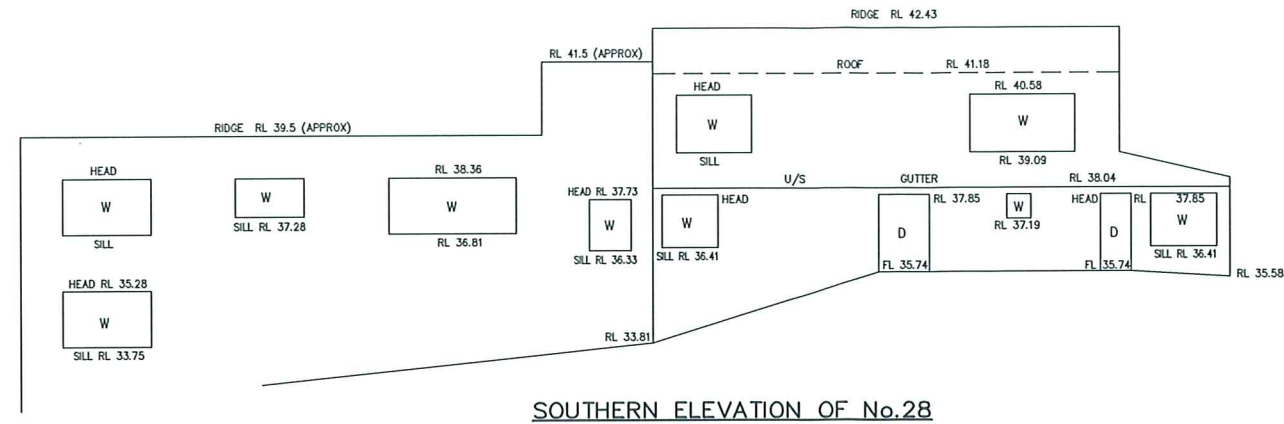 RIDGE RL 42.43
RL 41.5 (APPROX)
ROOF RL 41.18
HEAD
W
SILL
RL 40.58
W
RL 39.09
RIDGE RL 39.5 (APPROX)
HEAD
W
SILL
W
SILL RL 37.28
RL 38.36
W
RL 36.81
HEAD RL 37.73
W
SILL RL 36.33
U/S GUTTER RL 38.04
HEAD
W
SILL RL 36.41
RL 37.85
D
FL 35.74
W
RL 37.19
HEAD RL 37.85
D
FL 35.74
W
SILL RL 36.41
RL 35.58
HEAD RL 35.28
W
SILL RL 33.75
RL 33.81
SOUTHERN ELEVATION OF No.28